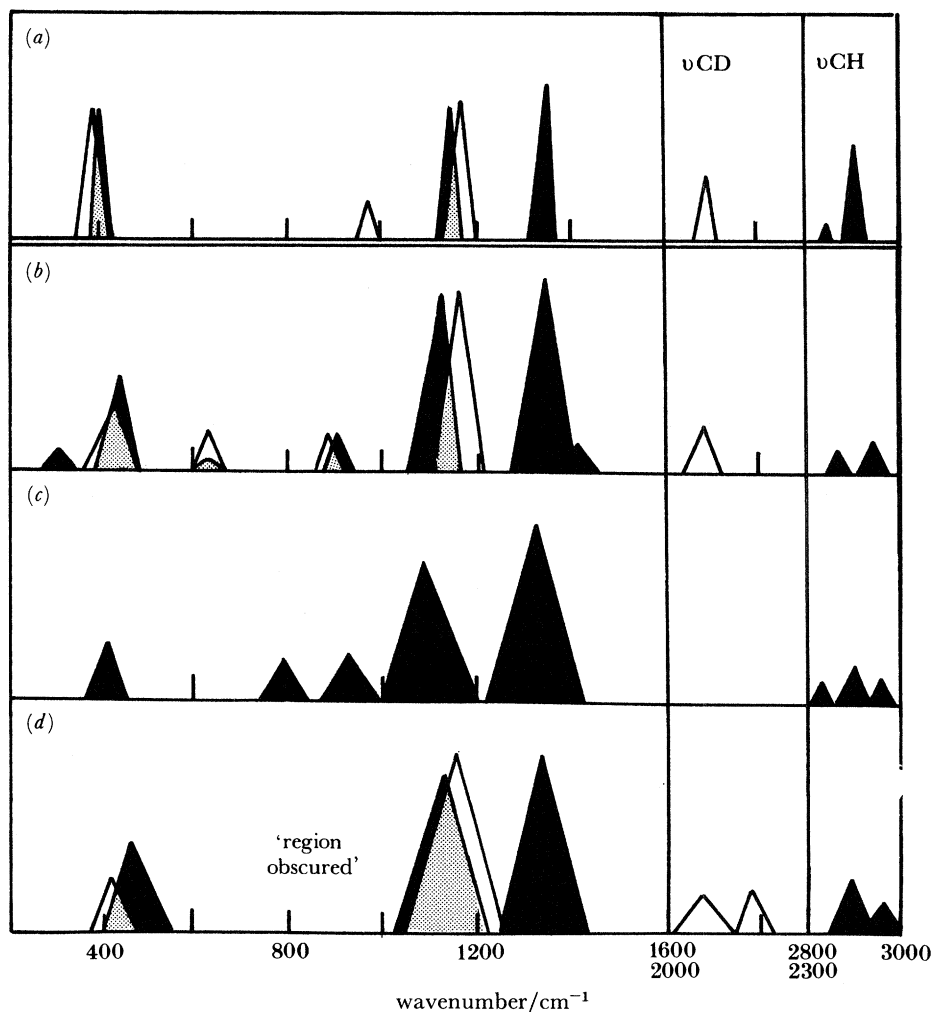 (a)
υCD
υCH
(b)
(c)
(d)
'region
obscured'
400
800
1200
1600
2800
3000
2000
2300
wavenumber/cm⁻¹